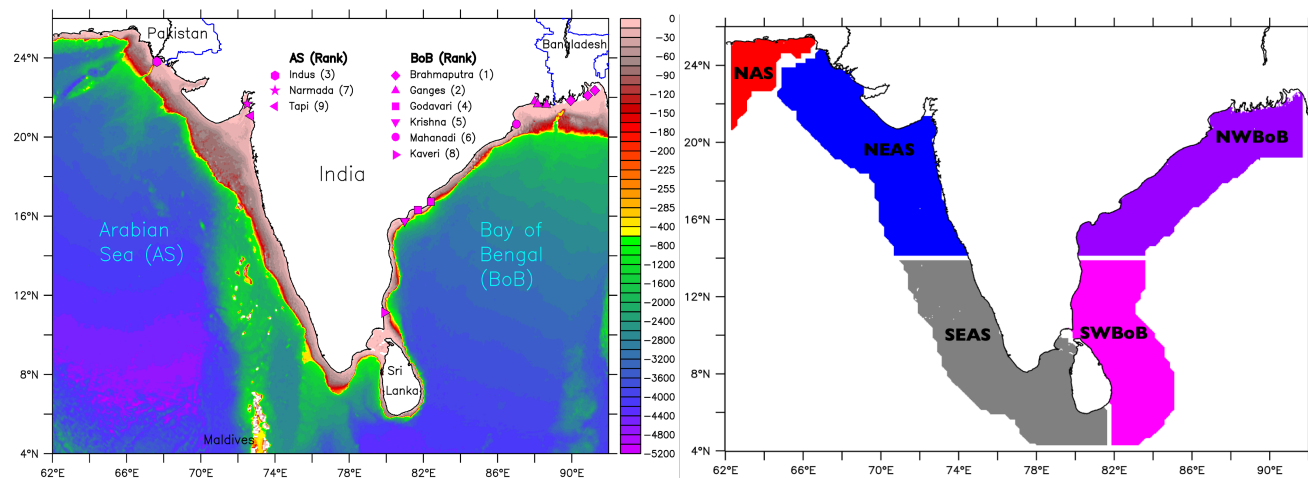 Pakistan
Bangladesh
AS (Rank)
Indus (3)
Narmada (7)
Tapi (9)
BoB (Rank)
Brahmaputra (1)
Ganges (2)
Godavari (4)
Krishna (5)
Mahanadi (6)
Kaveri (8)
India
Arabian
Sea (AS)
Bay of
Bengal
(BoB)
Sri
Lanka
Maldives
24°N
20°N
16°N
12°N
8°N
4°N
62°E 66°E 70°E 74°E 78°E 82°E 86°E 90°E
0
-30
-60
-90
-120
-150
-180
-200
-225
-255
-285
-400
-800
-1200
-1600
-2000
-2400
-2800
-3200
-3600
-4000
-4400
-4800
-5200
NAS
NEAS
SEAS
NWBoB
SWBoB
24°N
20°N
16°N
12°N
8°N
4°N
62°E 66°E 70°E 74°E 78°E 82°E 86°E 90°E